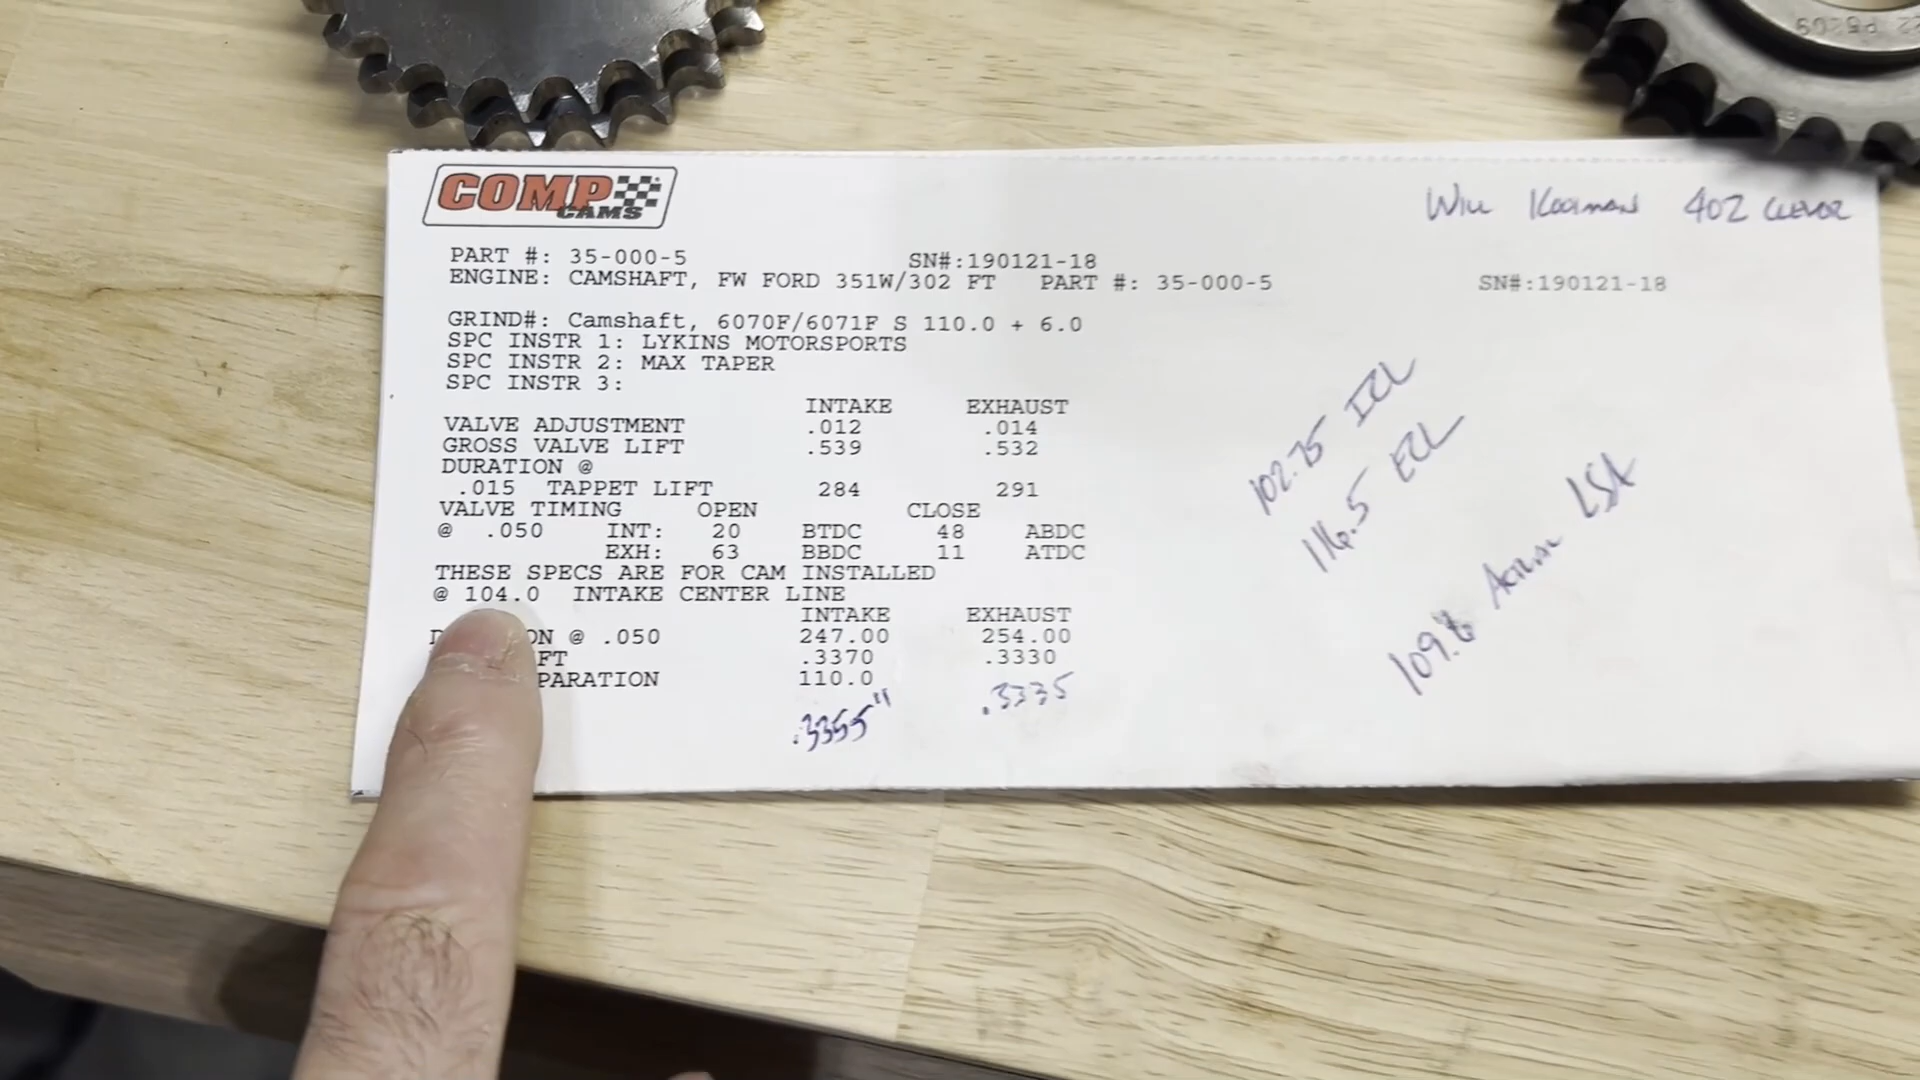 COMP
CAMS
Will Kooiman 402 Clevor
PART #: 35-000-5 SN#:190121-18
ENGINE: CAMSHAFT, FW FORD 351W/302 FT PART #: 35-000-5 SN#:190121-18
GRIND#: Camshaft, 6070F/6071F S 110.0 + 6.0
SPC INSTR 1: LYKINS MOTORSPORTS
SPC INSTR 2: MAX TAPER
SPC INSTR 3:
INTAKE EXHAUST
VALVE ADJUSTMENT .012 .014
GROSS VALVE LIFT .539 .532
DURATION @
.015 TAPPET LIFT 284 291
VALVE TIMING OPEN CLOSE
@ .050 INT: 20 BTDC 48 ABDC
EXH: 63 BBDC 11 ATDC
THESE SPECS ARE FOR CAM INSTALLED
@ 104.0 INTAKE CENTER LINE
INTAKE EXHAUST
ON @ .050 247.00 254.00
FT .3370 .3330
PARATION 110.0
.3355" .3335
102.75 ICL
116.5 ECL
Actual LSA